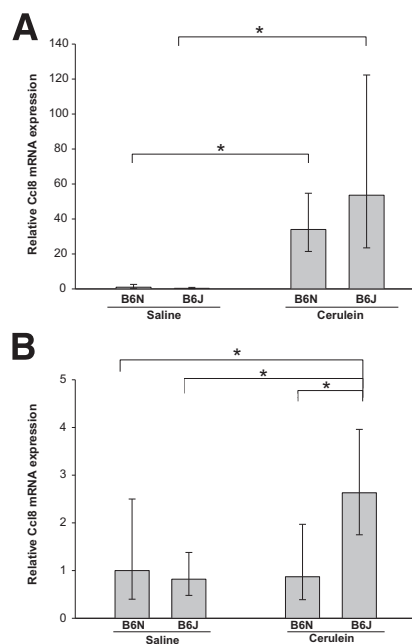 A
Relative Ccl8 mRNA expression
140
120
100
80
60
40
20
0
*
*
B6N B6J B6N B6J
Saline Cerulein
B
Relative Ccl8 mRNA expression
5
4
3
2
1
0
*
*
*
B6N B6J B6N B6J
Saline Cerulein